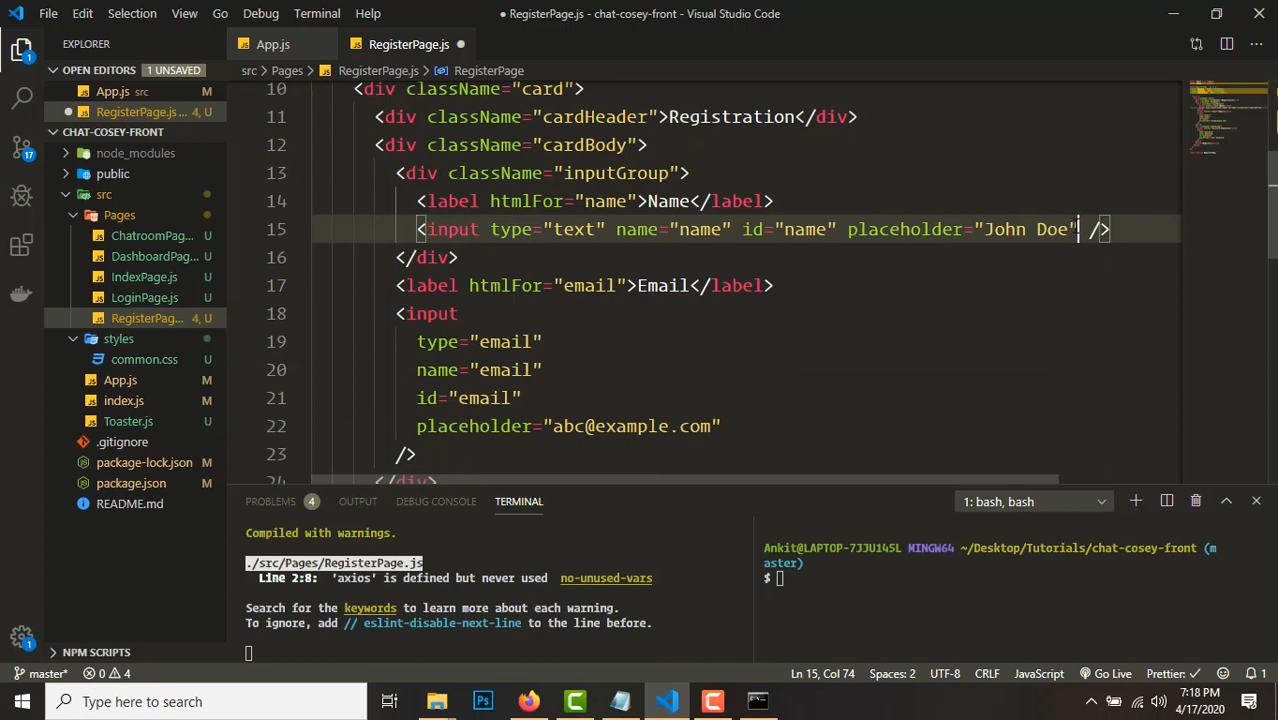 File Edit Selection View Go Debug Terminal Help
● RegisterPage.js - chat-cosey-front - Visual Studio Code
EXPLORER
App.js
RegisterPage.js ●
OPEN EDITORS 1 UNSAVED
src > Pages > RegisterPage.js > RegisterPage
App.js src M
RegisterPage.js ... 4, U
CHAT-COSEY-FRONT
node_modules
public
src
Pages
ChatroomPag... U
DashboardPag... U
IndexPage.js U
LoginPage.js U
RegisterPag... 4, U
styles
common.css U
App.js M
index.js M
Toaster.js U
.gitignore
package-lock.json M
package.json M
README.md
NPM SCRIPTS
10 <div className="card">
11 <div className="cardHeader">Registration</div>
12 <div className="cardBody">
13 <div className="inputGroup">
14 <label htmlFor="name">Name</label>
15 <input type="text" name="name" id="name" placeholder="John Doe" />
16 </div>
17 <label htmlFor="email">Email</label>
18 <input
19 type="email"
20 name="email"
21 id="email"
22 placeholder="abc@example.com"
23 />
24 </div>
PROBLEMS 4 OUTPUT DEBUG CONSOLE TERMINAL
1: bash, bash
Compiled with warnings.
./src/Pages/RegisterPage.js
Line 2:8: 'axios' is defined but never used no-unused-vars
Search for the keywords to learn more about each warning.
To ignore, add // eslint-disable-next-line to the line before.
Ankit@LAPTOP-7JJU145L MINGW64 ~/Desktop/Tutorials/chat-cosey-front (m
aster)
$
1
17
1
master* 0 4
Ln 15, Col 74 Spaces: 2 UTF-8 CRLF JavaScript Go Live Prettier: ✓ 1
Type here to search
7:18 PM
4/17/2020